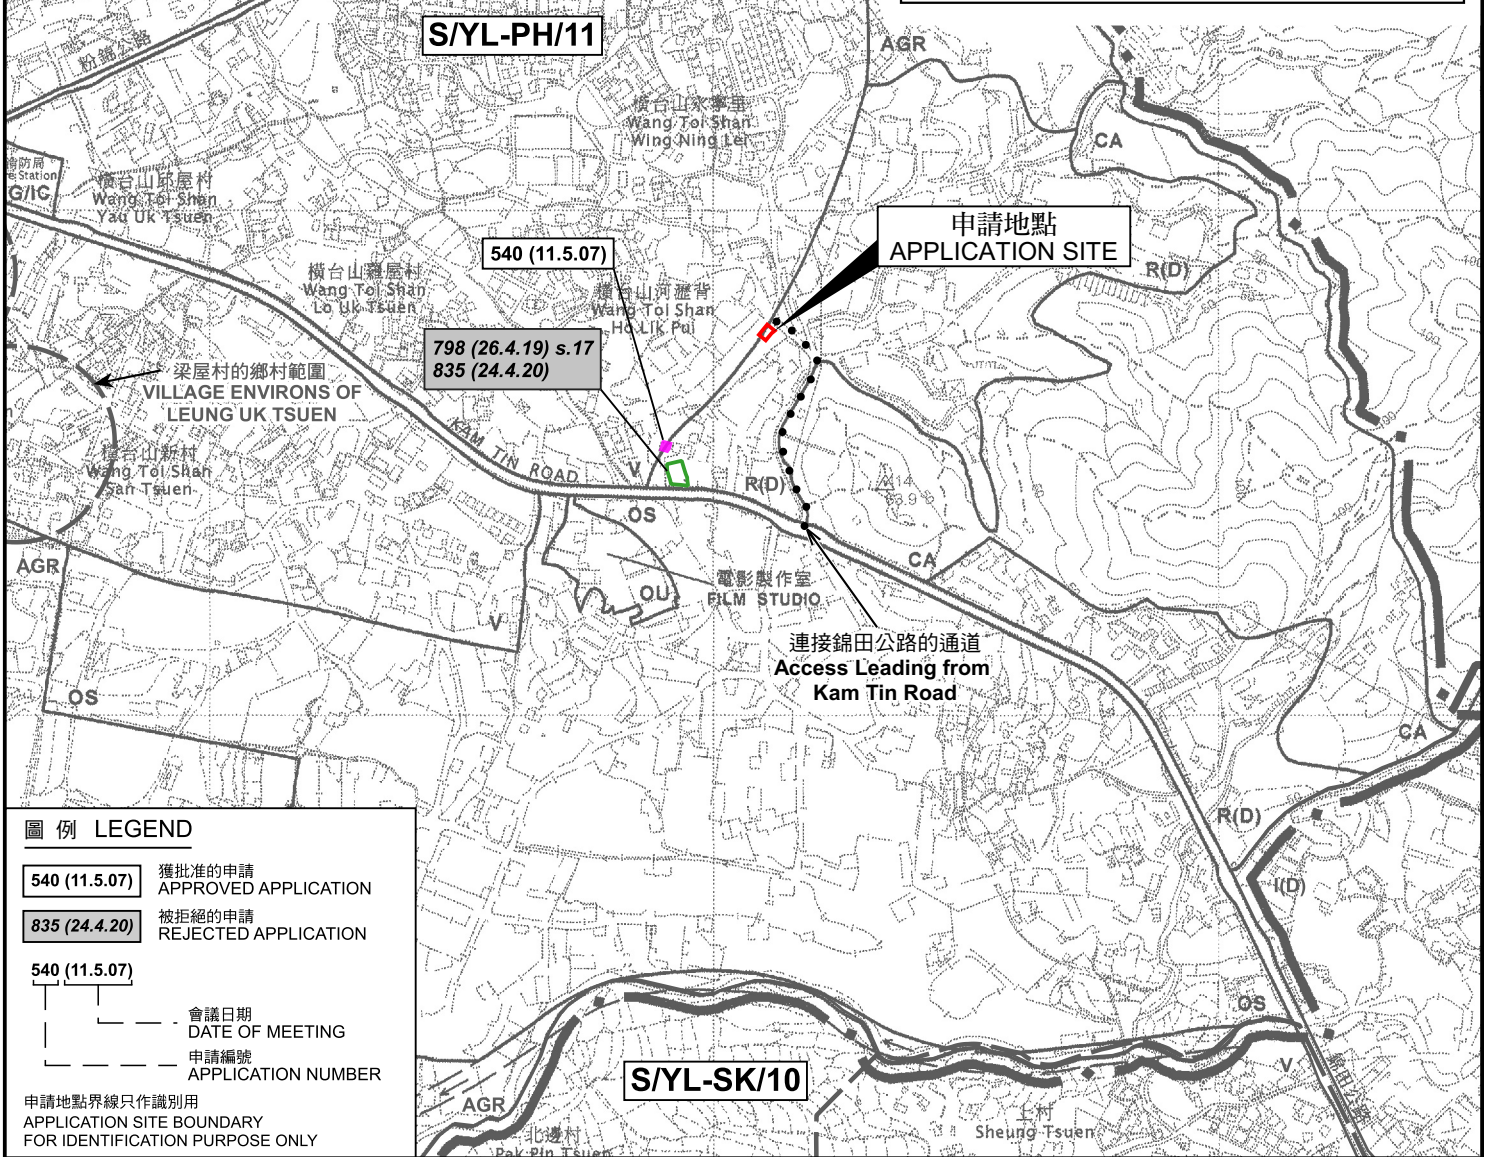 S/YL-PH/11
粉錦公路
AGR
橫台山永寧里
Wang Toi Shan
Wing Ning Lei
CA
消防局
e Station
G/IC
橫台山邱屋村
Wang Toi Shan
Yau Uk Tsuen
申請地點
APPLICATION SITE
540 (11.5.07)
R(D)
橫台山羅屋村
Wang Toi Shan
Lo Uk Tsuen
橫台山河瀝背
Wang Toi Shan
Ho Lik Pui
798 (26.4.19) s.17
835 (24.4.20)
梁屋村的鄉村範圍
VILLAGE ENVIRONS OF
LEUNG UK TSUEN
KAM TIN ROAD
橫台山新村
Wang Toi Shan
San Tsuen
V
R(D)
OS
AGR
CA
電影製作室
FILM STUDIO
OU
V
連接錦田公路的通道
Access Leading from
Kam Tin Road
OS
CA
R(D)
I(D)
圖例 LEGEND
540 (11.5.07)
獲批准的申請
APPROVED APPLICATION
835 (24.4.20)
被拒絕的申請
REJECTED APPLICATION
540 (11.5.07)
會議日期
DATE OF MEETING
申請編號
APPLICATION NUMBER
申請地點界線只作識別用
APPLICATION SITE BOUNDARY
FOR IDENTIFICATION PURPOSE ONLY
OS
S/YL-SK/10
V
錦田公路
AGR
上村
Sheung Tsuen
北邊村
Pak Pin Tsuen